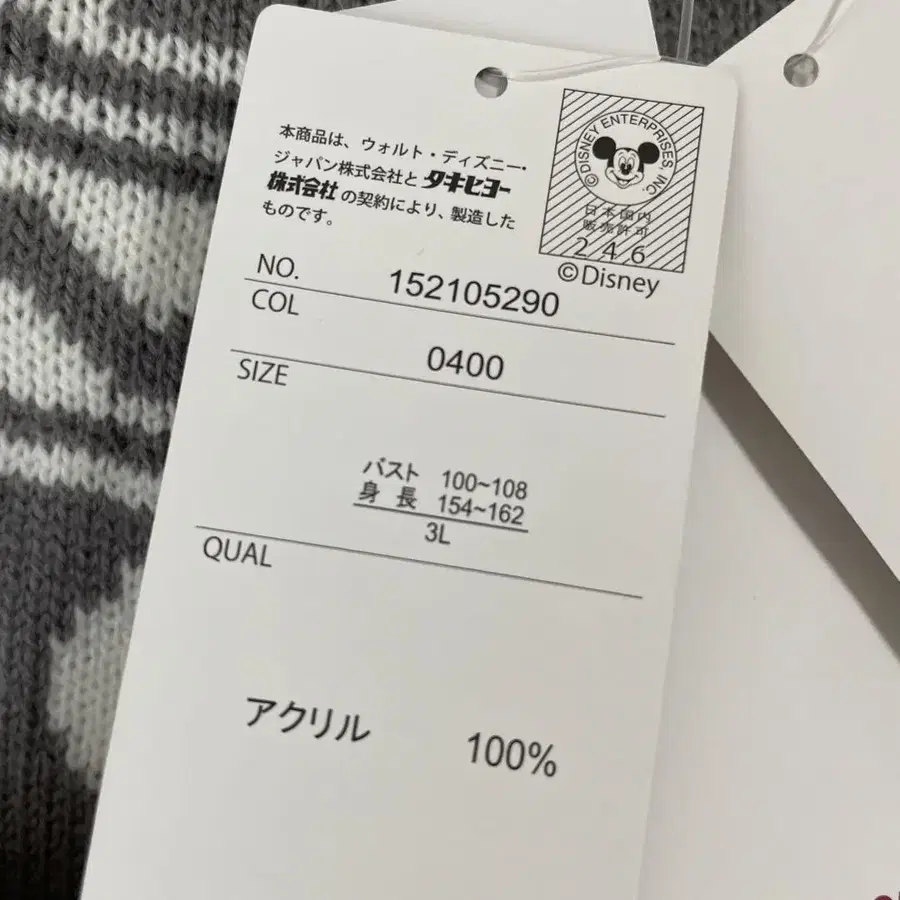 本商品は、ウォルト・ディズニー・
ジャパン株式会社と タキヒヨー
株式会社 の契約により、製造した
ものです。
© DISNEY ENTERPRISES INC.
日本国内
販売許可
246
©Disney
NO. 152105290
COL 0400
SIZE
バスト 100~108
身長 154~162
3L
QUAL
アクリル 100%